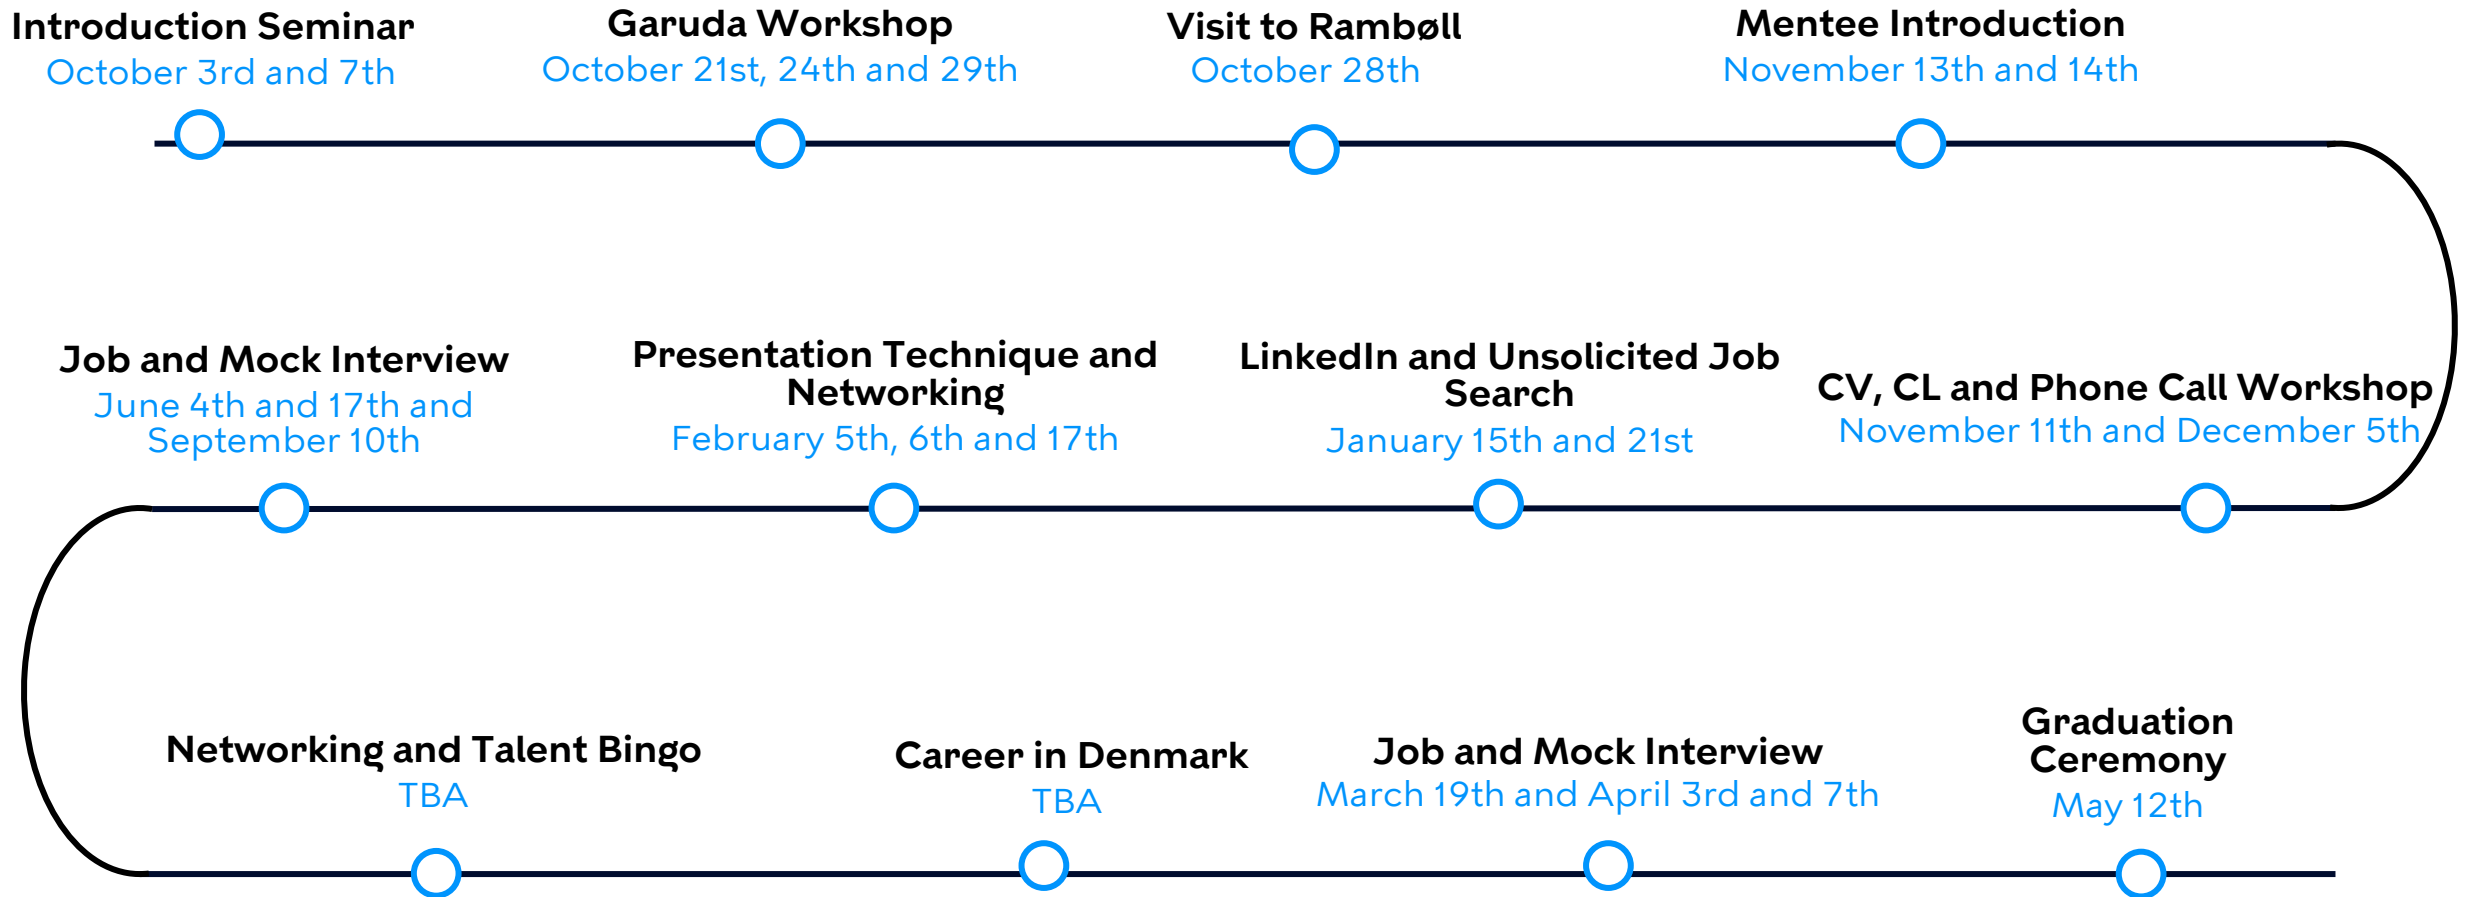 Introduction Seminar
October 3rd and 7th
Garuda Workshop
October 21st, 24th and 29th
Visit to Rambøll
October 28th
Mentee Introduction
November 13th and 14th
Job and Mock Interview
June 4th and 17th and
September 10th
Presentation Technique and
Networking
February 5th, 6th and 17th
LinkedIn and Unsolicited Job
Search
January 15th and 21st
CV, CL and Phone Call Workshop
November 11th and December 5th
Networking and Talent Bingo
TBA
Career in Denmark
TBA
Job and Mock Interview
March 19th and April 3rd and 7th
Graduation
Ceremony
May 12th